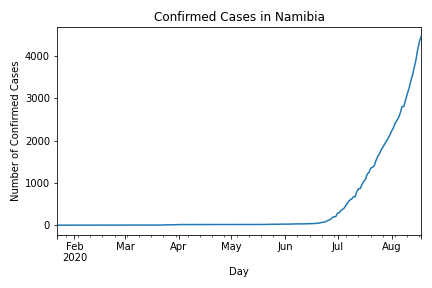 Confirmed Cases in Namibia
Number of Confirmed Cases
4000
3000
2000
1000
0
Feb Mar Apr May Jun Jul Aug
2020
Day